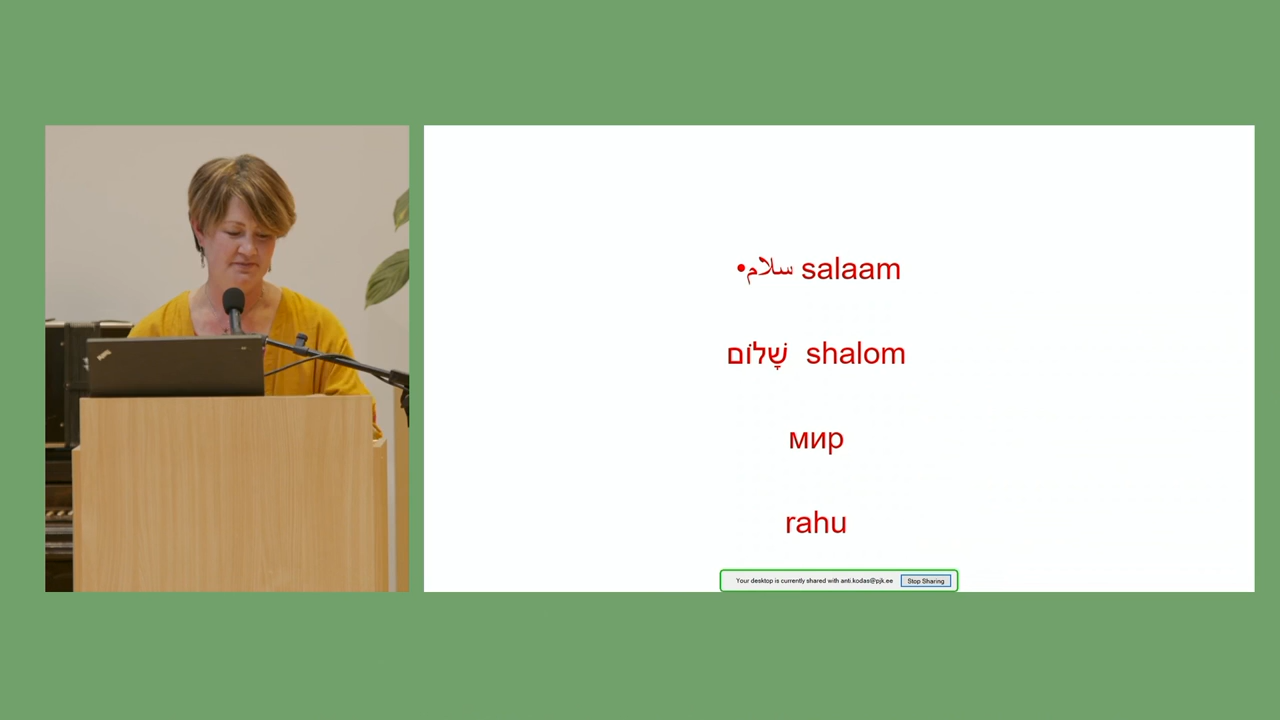 •سلام salaam
שָׁלוֹם shalom
мир
rahu
Your desktop is currently shared with anti.kodas@pjk.ee Stop Sharing